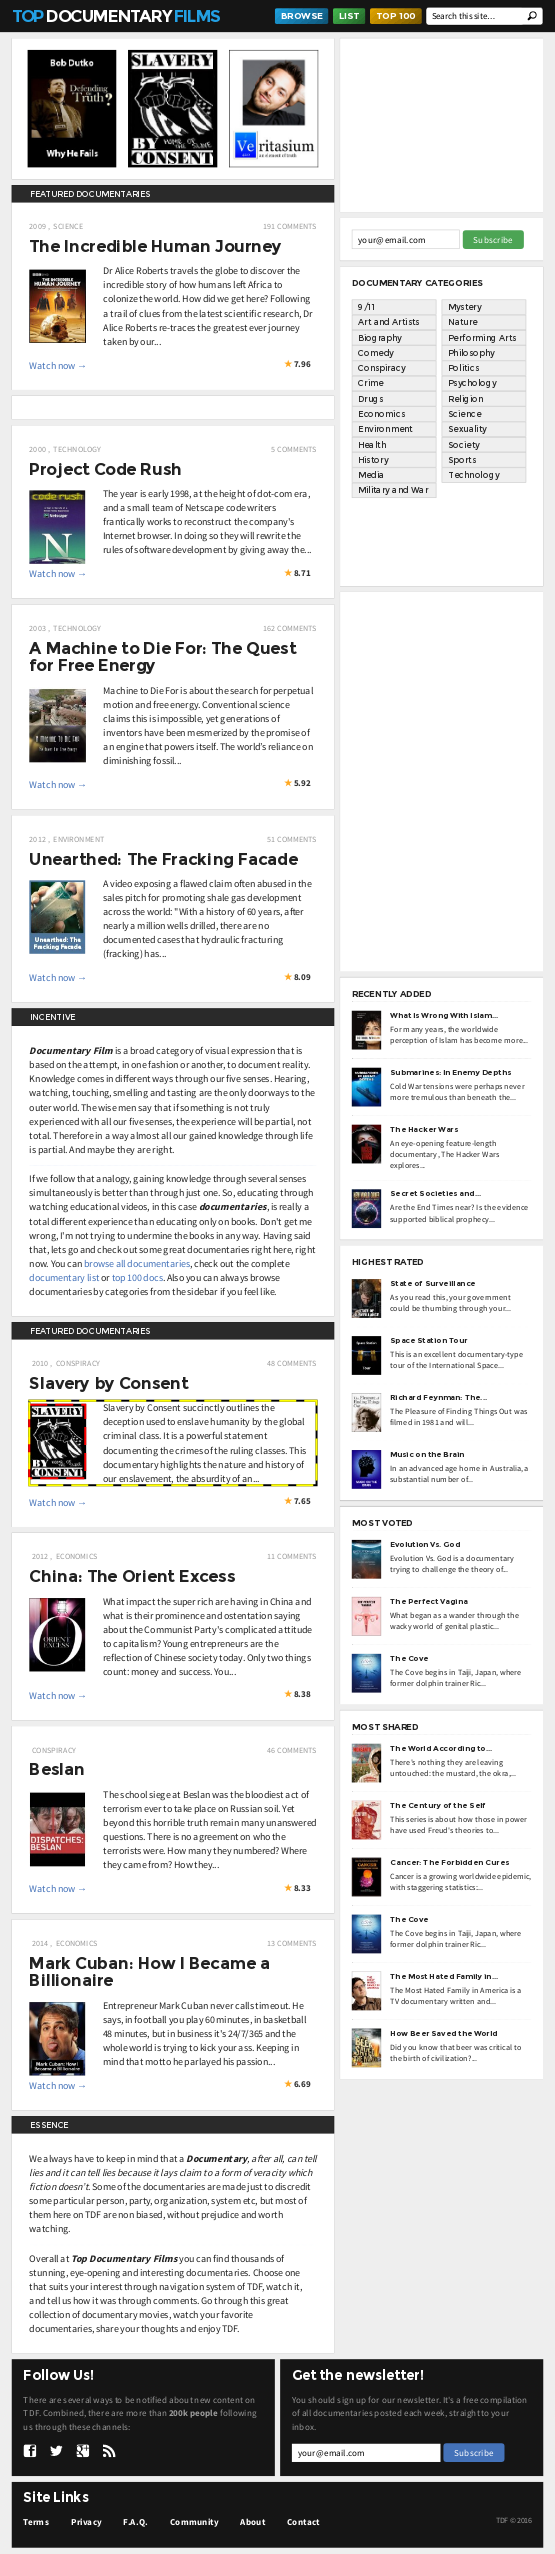 TOP DOCUMENTARY FILMS
BROWSE
LIST
TOP 100
Search this site...
Bob Dutko
Defending the Truth?
Why He Fails
SLAVERY
BY HOME OF THE SLAVE
CONSENT
Veritasium
an element of truth
FEATURED DOCUMENTARIES
2009 , SCIENCE
191 COMMENTS
The Incredible Human Journey
Dr Alice Roberts travels the globe to discover the
incredible story of how humans left Africa to
colonize the world. How did we get here? Following
a trail of clues from the latest scientific research, Dr
Alice Roberts re-traces the greatest ever journey
taken by our...
Watch now →
★ 7.96
2000 , TECHNOLOGY
5 COMMENTS
Project Code Rush
code rush
Netscape
N
The year is early 1998, at the height of dot-com era,
and a small team of Netscape code writers
frantically works to reconstruct the company's
Internet browser. In doing so they will rewrite the
rules of software development by giving away the...
Watch now →
★ 8.71
2003 , TECHNOLOGY
162 COMMENTS
A Machine to Die For: The Quest
for Free Energy
A MACHINE TO DIE FOR
Machine to Die For is about the search for perpetual
motion and free energy. Conventional science
claims this is impossible, yet generations of
inventors have been mesmerized by the promise of
an engine that powers itself. The world's reliance on
diminishing fossil...
Watch now →
★ 5.92
2012 , ENVIRONMENT
51 COMMENTS
Unearthed: The Fracking Facade
Unearthed: The
Fracking Facade
A video exposing a flawed claim often abused in the
sales pitch for promoting shale gas development
across the world: "With a history of 60 years, after
nearly a million wells drilled, there are no
documented cases that hydraulic fracturing
(fracking) has...
Watch now →
★ 8.09
INCENTIVE
Documentary Film is a broad category of visual expression that is
based on the attempt, in one fashion or another, to document reality.
Knowledge comes in different ways through our five senses. Hearing,
watching, touching, smelling and tasting are the only doorways to the
outer world. The wise men say that if something is not truly
experienced with all our five senses, the experience will be partial, not
total. Therefore in a way almost all our gained knowledge through life
is partial. And maybe they are right.
If we follow that a analogy, gaining knowledge by having several senses
simultaneously is better than through just one. So, educating through
watching educational videos, in this case documentaries, is really a
total different experience than educating only on books. Don't get me
wrong, I'm not trying to undermine the books in any way. Having said
that, lets go and check out some great documentaries right here, right
now. You can browse all documentaries, check out the complete
documentary list or top 100 docs. Also you can always browse
documentaries by categories from the sidebar if you feel like.
FEATURED DOCUMENTARIES
2010 , CONSPIRACY
48 COMMENTS
Slavery by Consent
SLAVERY
BY
CONSENT
Slavery by Consent succinctly outlines the
deception used to enslave humanity by the global
criminal class. It is a powerful statement
documenting the crimes of the ruling classes. This
documentary highlights the nature and history of
our enslavement, the absurdity of an...
Watch now →
★ 7.65
2012 , ECONOMICS
11 COMMENTS
China: The Orient Excess
ORIENT
EXCESS
What impact the super rich are having in China and
what is their prominence and ostentation saying
about the Communist Party's complicated attitude
to capitalism? Young entrepreneurs are the
reflection of Chinese society today. Only two things
count: money and success. You...
Watch now →
★ 8.38
CONSPIRACY
46 COMMENTS
Beslan
DISPATCHES:
BESLAN
The school siege at Beslan was the bloodiest act of
terrorism ever to take place on Russian soil. Yet
beyond this horrible truth remain many unanswered
questions. There is no agreement on who the
terrorists were. How many they numbered? Where
they came from? How they...
Watch now →
★ 8.33
2014 , ECONOMICS
13 COMMENTS
Mark Cuban: How I Became a
Billionaire
Mark Cuban: How I
Became a Billionaire
Entrepreneur Mark Cuban never calls timeout. He
says, in football you play 60 minutes, in basketball
48 minutes, but in business it's 24/7/365 and the
whole world is trying to kick your ass. Keeping in
mind that motto he parlayed his passion...
Watch now →
★ 6.69
ESSENCE
We always have to keep in mind that a Documentary, after all, can tell
lies and it can tell lies because it lays claim to a form of veracity which
fiction doesn't. Some of the documentaries are made just to discredit
some particular person, party, organization, system etc, but most of
them here on TDF are non biased, without prejudice and worth
watching.
Overall at Top Documentary Films you can find thousands of
stunning, eye-opening and interesting documentaries. Choose one
that suits your interest through navigation system of TDF, watch it,
and tell us how it was through comments. Go through this great
collection of documentary movies, watch your favorite
documentaries, share your thoughts and enjoy TDF.
your@email.com
Subscribe
DOCUMENTARY CATEGORIES
9/11
Art and Artists
Biography
Comedy
Conspiracy
Crime
Drugs
Economics
Environment
Health
History
Media
Military and War
Mystery
Nature
Performing Arts
Philosophy
Politics
Psychology
Religion
Science
Sexuality
Society
Sports
Technology
RECENTLY ADDED
What Is Wrong With Islam...
For many years, the worldwide
perception of Islam has become more...
Submarines: In Enemy Depths
Cold War tensions were perhaps never
more tremulous than beneath the...
The Hacker Wars
An eye-opening feature-length
documentary, The Hacker Wars
explores...
Secret Societies and...
Are the End Times near? Is the evidence
supported biblical prophecy...
HIGHEST RATED
State of Surveillance
As you read this, your government
could be thumbing through your...
Space Station Tour
This is an excellent documentary-type
tour of the International Space...
Richard Feynman: The...
The Pleasure of Finding Things Out was
filmed in 1981 and will...
Music on the Brain
In an advanced age home in Australia, a
substantial number of...
MOST VOTED
Evolution Vs. God
Evolution Vs. God is a documentary
trying to challenge the theory of...
The Perfect Vagina
What began as a wander through the
wacky world of genital plastic...
The Cove
The Cove begins in Taiji, Japan, where
former dolphin trainer Ric...
MOST SHARED
The World According to...
There's nothing they are leaving
untouched: the mustard, the okra,...
The Century of the Self
This series is about how those in power
have used Freud's theories to...
Cancer: The Forbidden Cures
Cancer is a growing worldwide epidemic,
with staggering statistics:...
The Cove
The Cove begins in Taiji, Japan, where
former dolphin trainer Ric...
The Most Hated Family in...
The Most Hated Family in America is a
TV documentary written and...
How Beer Saved the World
Did you know that beer was critical to
the birth of civilization?...
Follow Us!
There are several ways to be notified about new content on
TDF. Combined, there are more than 200k people following
us through these channels:
Get the newsletter!
You should sign up for our newsletter. It's a free compilation
of all documentaries posted each week, straight to your
inbox.
your@email.com
Subscribe
Site Links
Terms
Privacy
F.A.Q.
Community
About
Contact
TDF © 2016